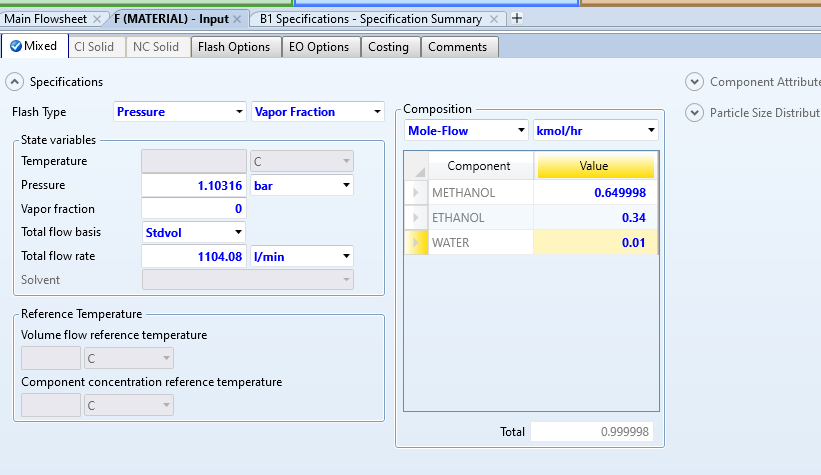 Main Flowsheet × F (MATERIAL) - Input × B1 Specifications - Specification Summary × +
Mixed CI Solid NC Solid Flash Options EO Options Costing Comments
Specifications
Component Attribute
Flash Type Pressure Vapor Fraction
Composition
Particle Size Distribut
Mole-Flow kmol/hr
State variables
Temperature C
Pressure 1.10316 bar
Vapor fraction 0
Total flow basis Stdvol
Total flow rate 1104.08 l/min
Solvent
Component Value
METHANOL 0.649998
ETHANOL 0.34
WATER 0.01
Reference Temperature
Volume flow reference temperature
C
Component concentration reference temperature
C
Total 0.999998